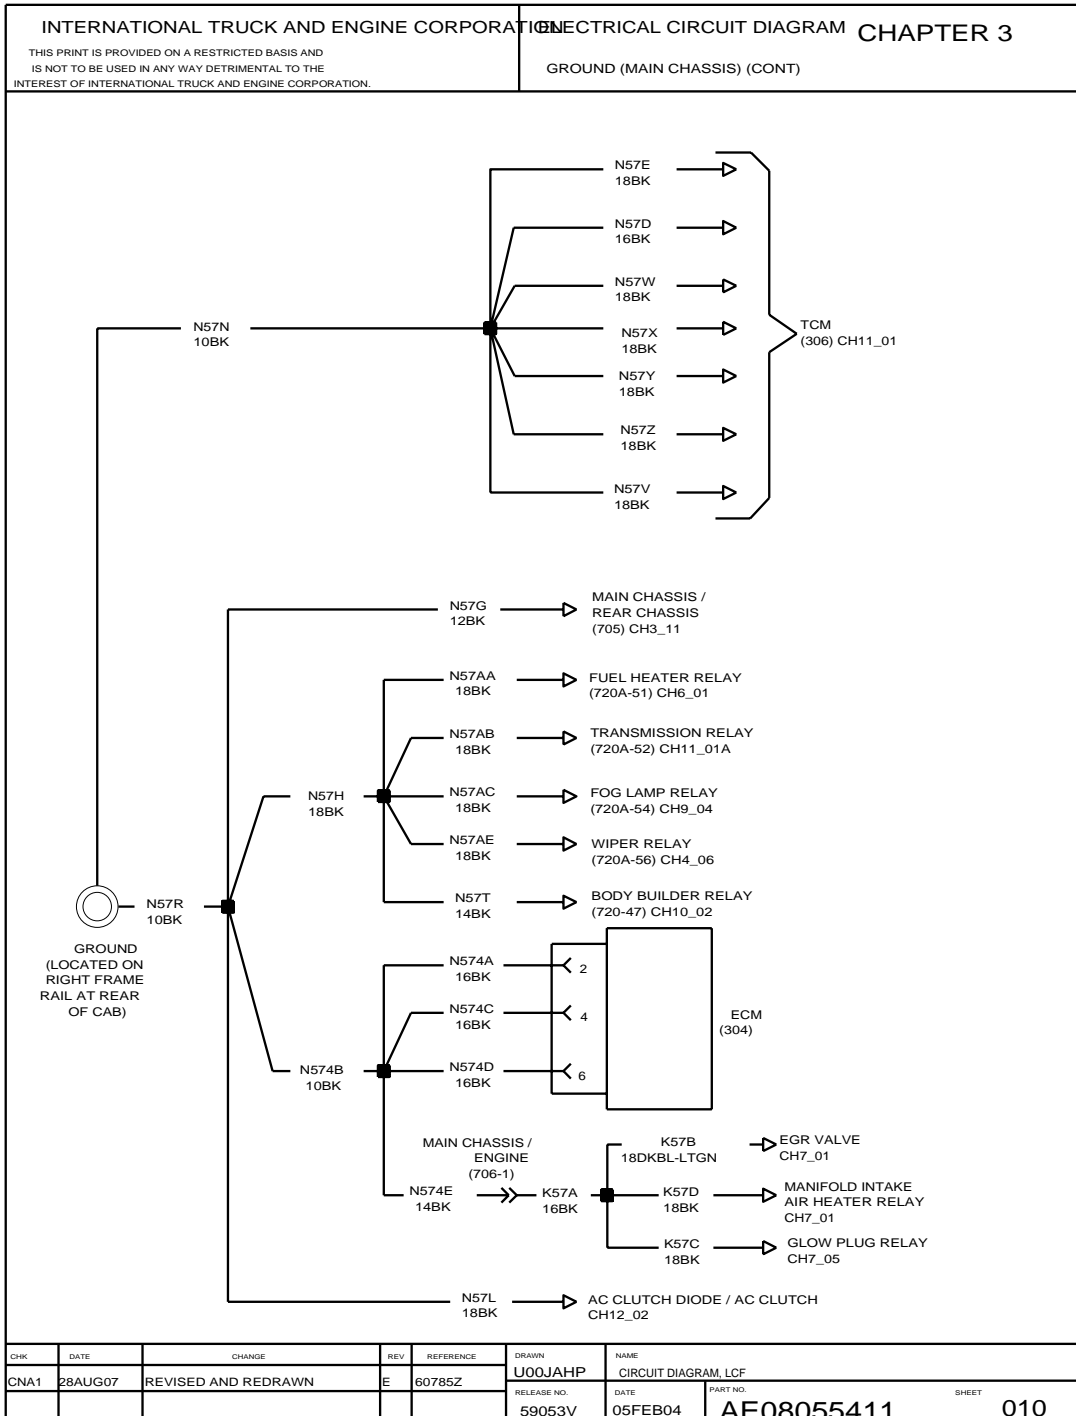 INTERNATIONAL TRUCK AND ENGINE CORPORATION
THIS PRINT IS PROVIDED ON A RESTRICTED BASIS AND
IS NOT TO BE USED IN ANY WAY DETRIMENTAL TO THE
INTEREST OF INTERNATIONAL TRUCK AND ENGINE CORPORATION.
ELECTRICAL CIRCUIT DIAGRAM CHAPTER 3
GROUND (MAIN CHASSIS) (CONT)
N57E
18BK
N57D
16BK
N57W
18BK
N57N
10BK
N57X
18BK
TCM
(306) CH11_01
N57Y
18BK
N57Z
18BK
N57V
18BK
N57G
12BK
MAIN CHASSIS /
REAR CHASSIS
(705) CH3_11
N57AA
18BK
FUEL HEATER RELAY
(720A-51) CH6_01
N57AB
18BK
TRANSMISSION RELAY
(720A-52) CH11_01A
N57H
18BK
N57AC
18BK
FOG LAMP RELAY
(720A-54) CH9_04
N57AE
18BK
WIPER RELAY
(720A-56) CH4_06
N57T
14BK
BODY BUILDER RELAY
(720-47) CH10_02
N57R
10BK
GROUND
(LOCATED ON
RIGHT FRAME
RAIL AT REAR
OF CAB)
N574A
16BK
2
N574C
16BK
4
ECM
(304)
N574B
10BK
N574D
16BK
6
MAIN CHASSIS /
ENGINE
(706-1)
K57B
18DKBL-LTGN
EGR VALVE
CH7_01
N574E
14BK
K57A
16BK
K57D
18BK
MANIFOLD INTAKE
AIR HEATER RELAY
CH7_01
K57C
18BK
GLOW PLUG RELAY
CH7_05
N57L
18BK
AC CLUTCH DIODE / AC CLUTCH
CH12_02
CHK DATE CHANGE REV REFERENCE
CNA1 28AUG07 REVISED AND REDRAWN E 60785Z
DRAWN
U00JAHP
NAME
CIRCUIT DIAGRAM, LCF
RELEASE NO.
59053V
DATE
05FEB04
PART NO.
AE08055411
SHEET
010